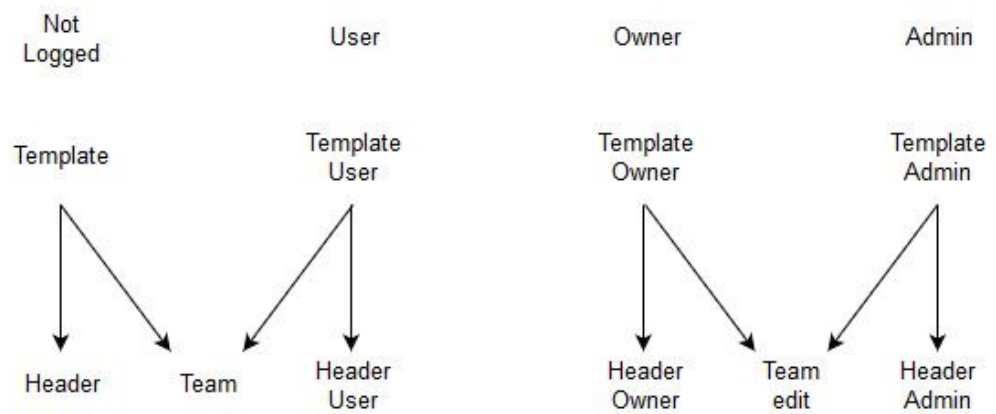 Not
Logged
User
Owner
Admin
Template
Template
User
Template
Owner
Template
Admin
Header
Team
Header
User
Header
Owner
Team
edit
Header
Admin